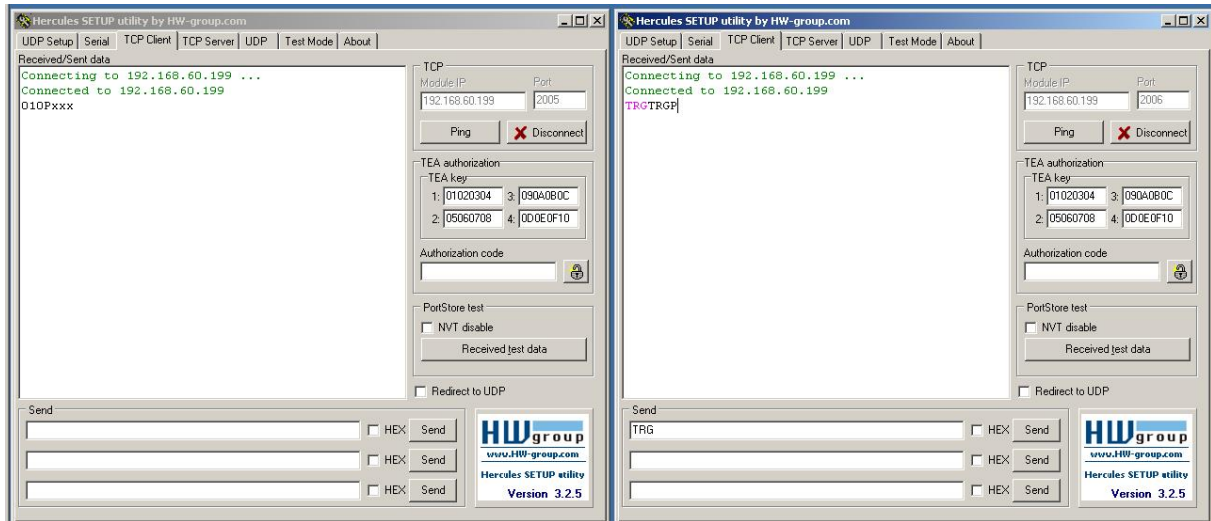 Hercules SETUP utility by HW-group.com
UDP Setup Serial TCP Client TCP Server UDP Test Mode About
Received/Sent data
Connecting to 192.168.60.199 ...
Connected to 192.168.60.199
010Pxxx
TCP
Module IP Port
192.168.60.199 2005
Ping Disconnect
TEA authorization
TEA key
1: 01020304 3: 090A0B0C
2: 05060708 4: 0D0E0F10
Authorization code
PortStore test
NVT disable
Received test data
Redirect to UDP
Send
HEX Send
HEX Send
HEX Send
HW group
www.HW-group.com
Hercules SETUP utility
Version 3.2.5
Hercules SETUP utility by HW-group.com
UDP Setup Serial TCP Client TCP Server UDP Test Mode About
Received/Sent data
Connecting to 192.168.60.199 ...
Connected to 192.168.60.199
TRGTRGP
TCP
Module IP Port
192.168.60.199 2006
Ping Disconnect
TEA authorization
TEA key
1: 01020304 3: 090A0B0C
2: 05060708 4: 0D0E0F10
Authorization code
PortStore test
NVT disable
Received test data
Redirect to UDP
Send
TRG HEX Send
HEX Send
HEX Send
HW group
www.HW-group.com
Hercules SETUP utility
Version 3.2.5